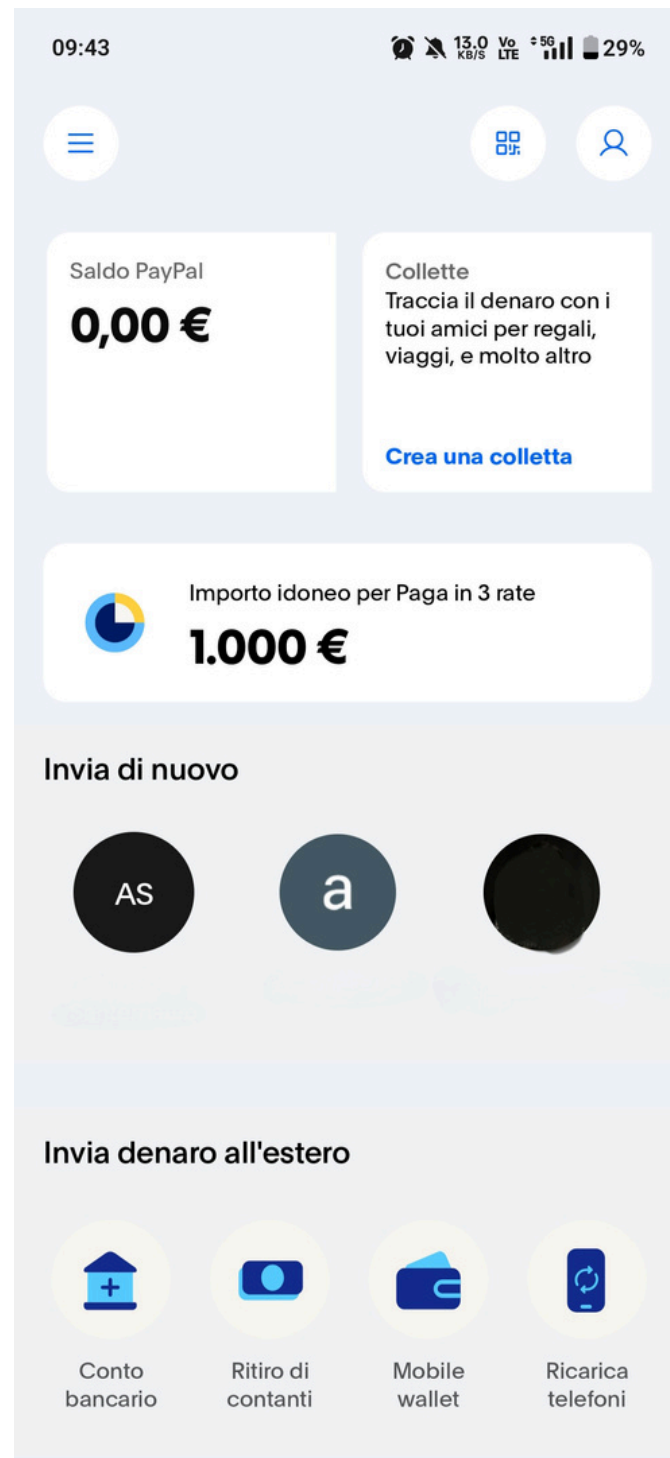 09:43
13.0 KB/S Vo LTE 5G 29%
Saldo PayPal
0,00 €
Collette
Traccia il denaro con i
tuoi amici per regali,
viaggi, e molto altro
Crea una colletta
Importo idoneo per Paga in 3 rate
1.000 €
Invia di nuovo
AS
a
Invia denaro all'estero
Conto
bancario
Ritiro di
contanti
Mobile
wallet
Ricarica
telefoni